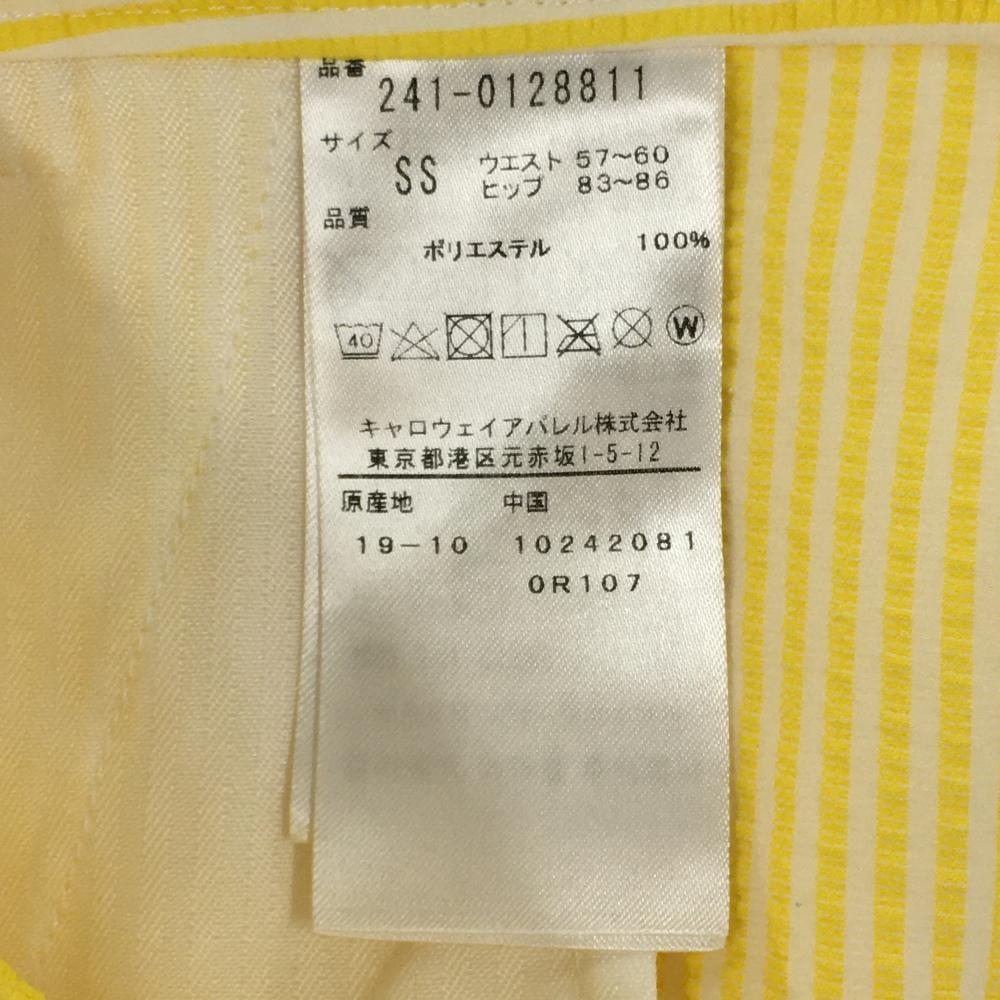 品番
241-0128811
サイズ
SS ウエスト 57〜60
ヒップ 83〜86
品質
ポリエステル 100%
40 W
キャロウェイアパレル株式会社
東京都港区元赤坂1-5-12
原産地 中国
19-10 10242081
0R107